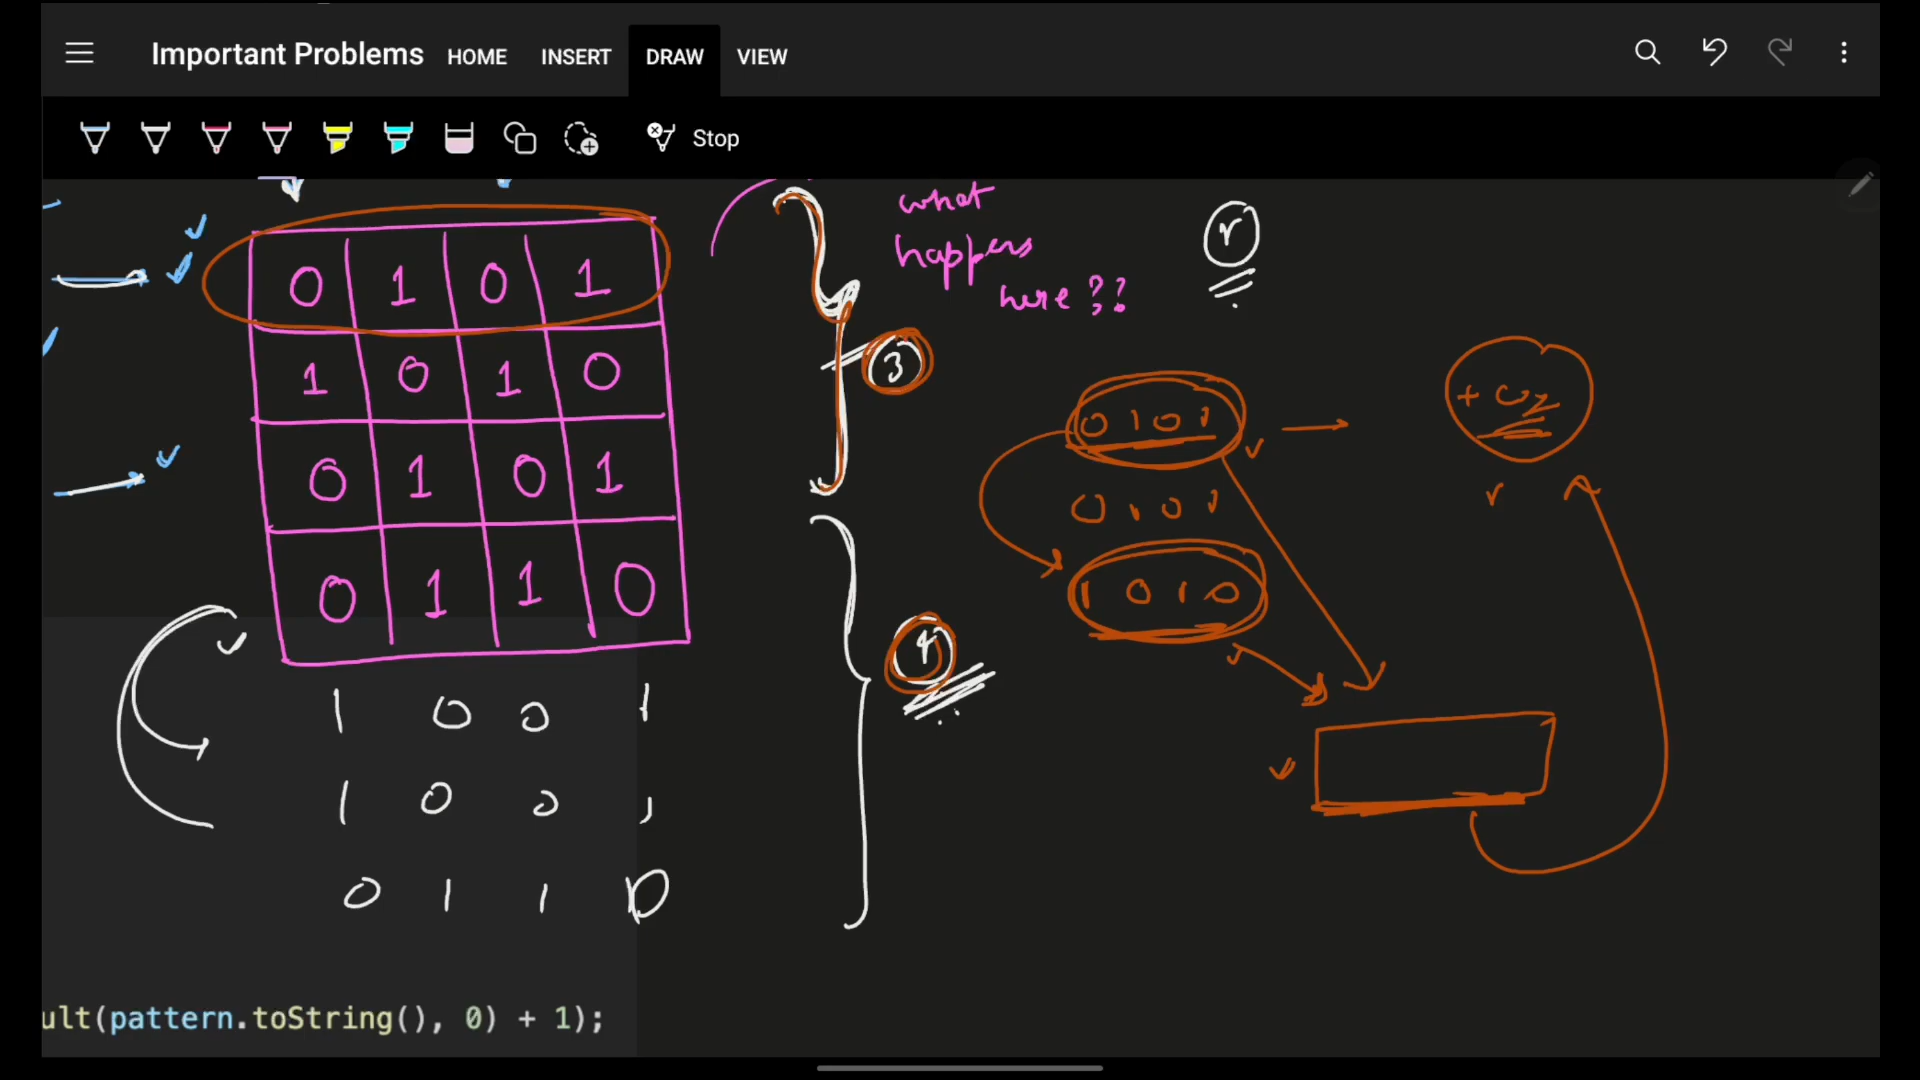 Important Problems HOME INSERT DRAW VIEW
Stop
what
happens
here ??
r
0 1 0 1
1 0 1 0
0 1 0 1
0 1 1 0
3
0 1 0 1
0 1 0 1
1 0 1 0
r
4
1 0 0 1
1 0 0 1
0 1 1 0
ult(pattern.toString(), 0) + 1);